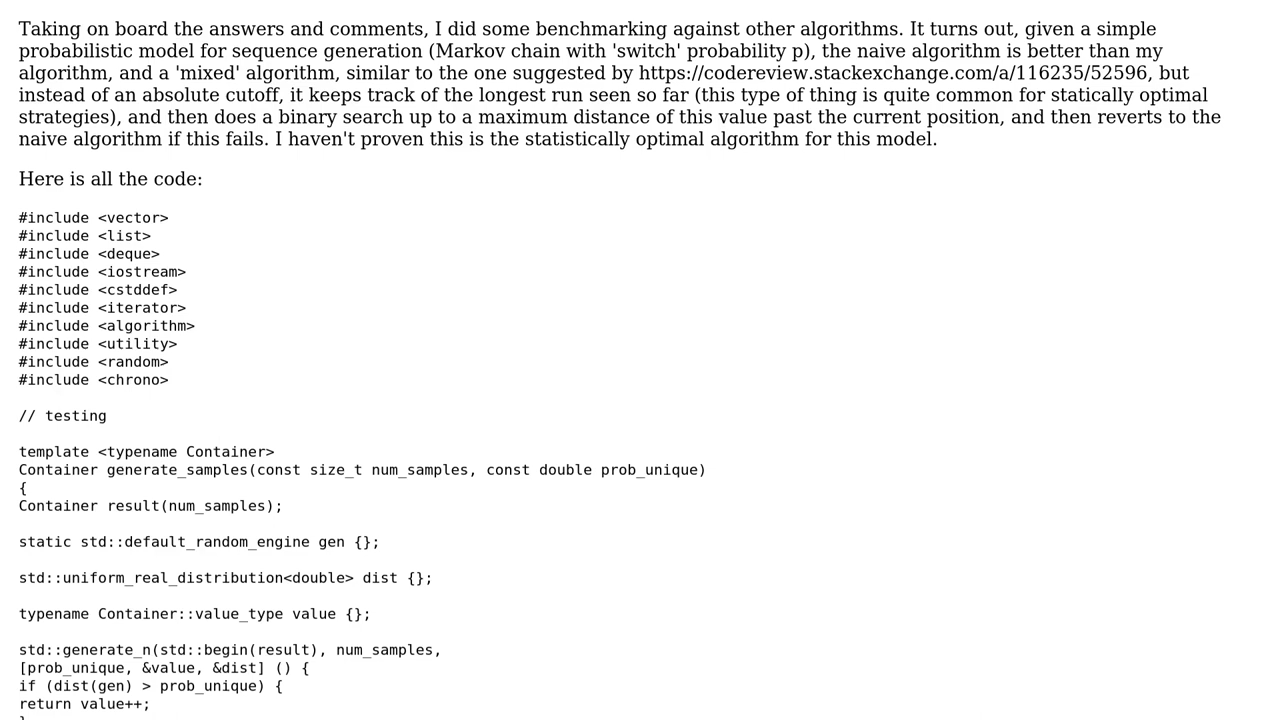 Taking on board the answers and comments, I did some benchmarking against other algorithms. It turns out, given a simple
probabilistic model for sequence generation (Markov chain with 'switch' probability p), the naive algorithm is better than my
algorithm, and a 'mixed' algorithm, similar to the one suggested by https://codereview.stackexchange.com/a/116235/52596, but
instead of an absolute cutoff, it keeps track of the longest run seen so far (this type of thing is quite common for statically optimal
strategies), and then does a binary search up to a maximum distance of this value past the current position, and then reverts to the
naive algorithm if this fails. I haven't proven this is the statistically optimal algorithm for this model.
Here is all the code:
#include <vector>
#include <list>
#include <deque>
#include <iostream>
#include <cstddef>
#include <iterator>
#include <algorithm>
#include <utility>
#include <random>
#include <chrono>
// testing
template <typename Container>
Container generate_samples(const size_t num_samples, const double prob_unique)
{
Container result(num_samples);
static std::default_random_engine gen {};
std::uniform_real_distribution<double> dist {};
typename Container::value_type value {};
std::generate_n(std::begin(result), num_samples,
[prob_unique, &value, &dist] () {
if (dist(gen) > prob_unique) {
return value++;
}